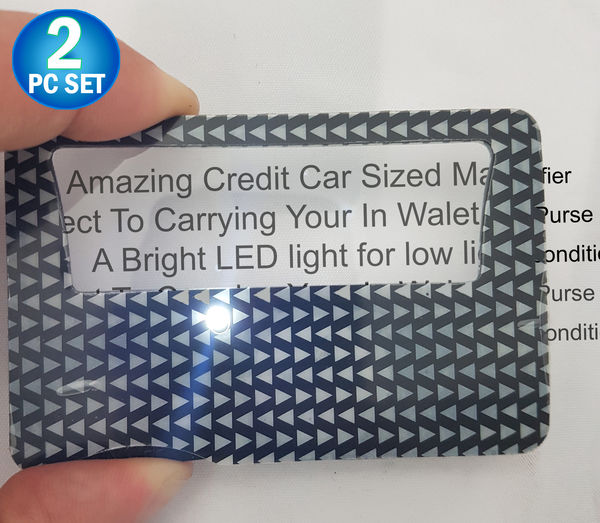 2
PC SET
Amazing Credit Car Sized Ma fier
ect To Carrying Your In Walet Purse
A Bright LED light for low li onditi
Purse
onditi